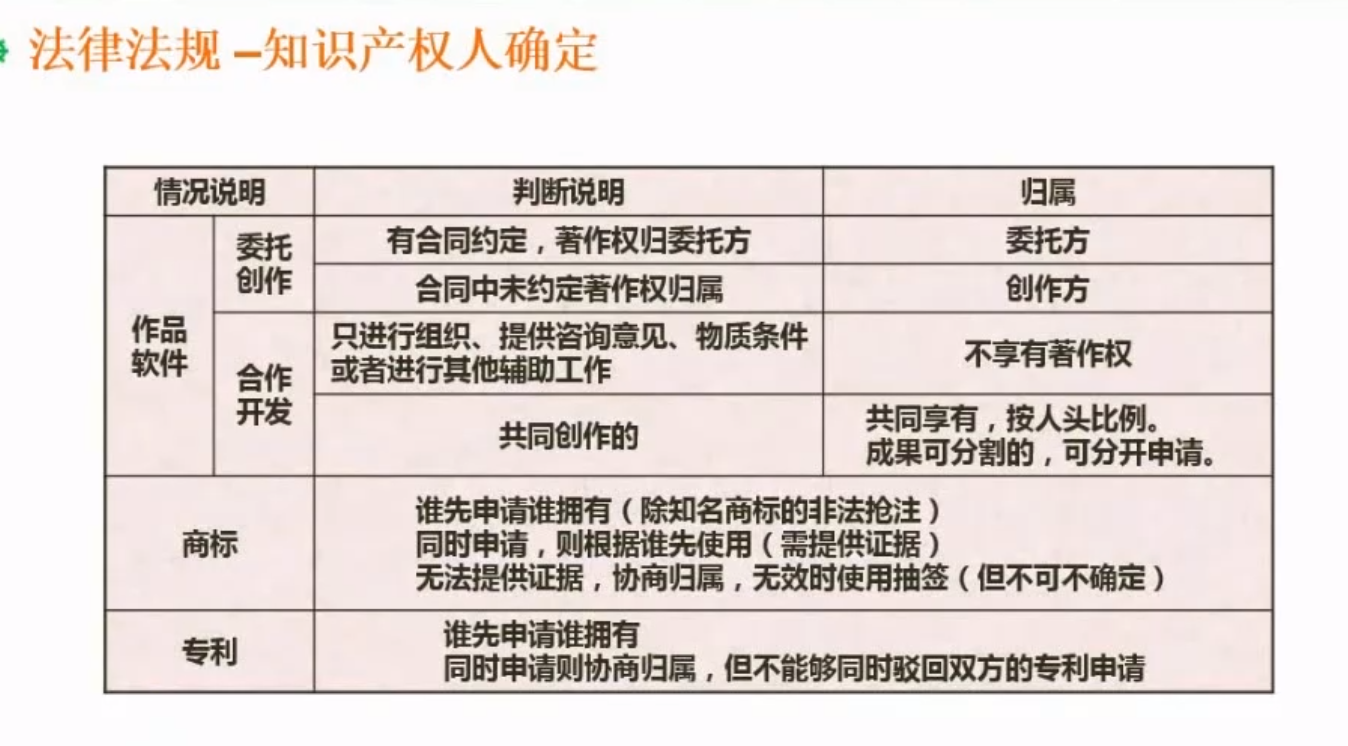 法律法规 –知识产权人确定
情况说明
判断说明
归属
作品
软件
委托
创作
有合同约定，著作权归委托方
委托方
合同中未约定著作权归属
创作方
合作
开发
只进行组织、提供咨询意见、物质条件
或者进行其他辅助工作
不享有著作权
共同创作的
共同享有，按人头比例。
成果可分割的，可分开申请。
商标
谁先申请谁拥有（除知名商标的非法抢注）
同时申请，则根据谁先使用（需提供证据）
无法提供证据，协商归属，无效时使用抽签（但不可不确定）
专利
谁先申请谁拥有
同时申请则协商归属，但不能够同时驳回双方的专利申请